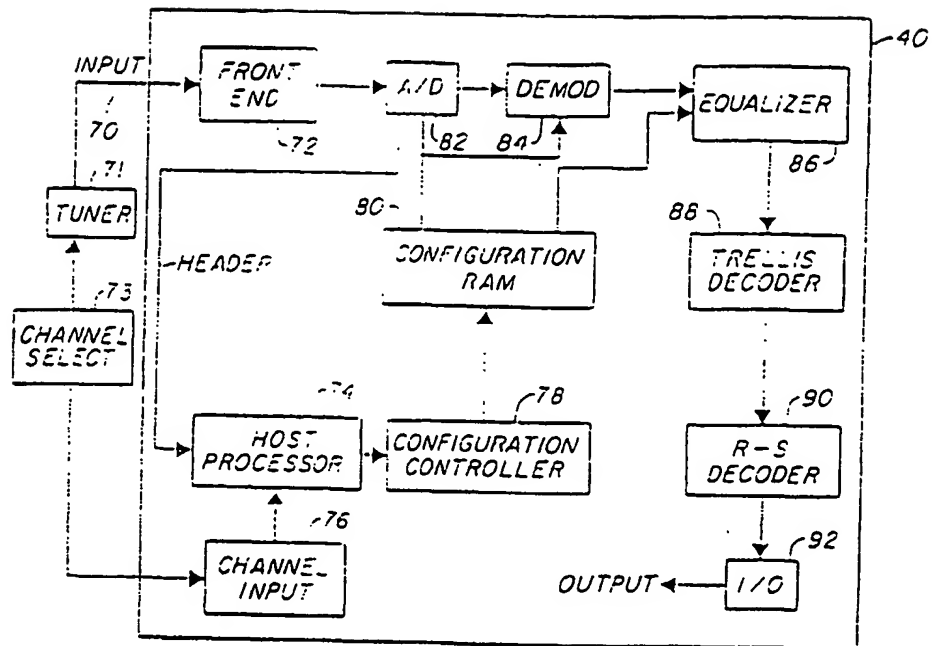 40
INPUT
70
FRONT
END
72
A/D
82
DEMOD
84
EQUALIZER
86
71
TUNER
80
88
HEADER
CONFIGURATION
RAM
TRELLIS
DECODER
73
CHANNEL
SELECT
74
78
90
HOST
PROCESSOR
CONFIGURATION
CONTROLLER
R-S
DECODER
76
CHANNEL
INPUT
92
OUTPUT
I/O